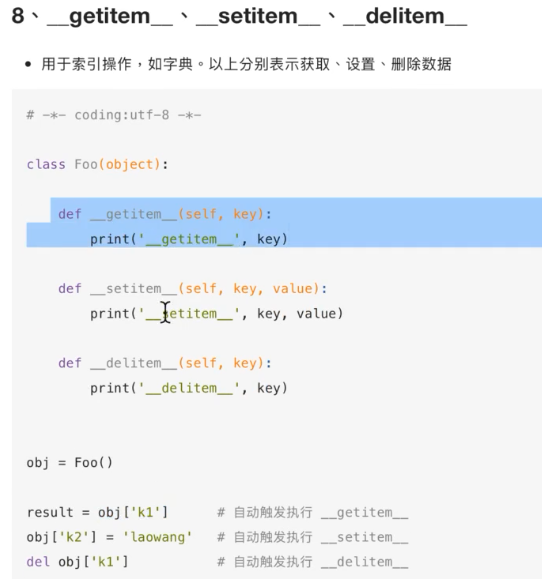 8、__getitem__、__setitem__、__delitem__
• 用于索引操作，如字典。以上分别表示获取、设置、删除数据
# -*- coding:utf-8 -*-
class Foo(object):
    def __getitem__(self, key):
        print('__getitem__', key)
    def __setitem__(self, key, value):
        print('__setitem__', key, value)
    def __delitem__(self, key):
        print('__delitem__', key)
obj = Foo()
result = obj['k1']      # 自动触发执行 __getitem__
obj['k2'] = 'laowang'   # 自动触发执行 __setitem__
del obj['k1']           # 自动触发执行 __delitem__